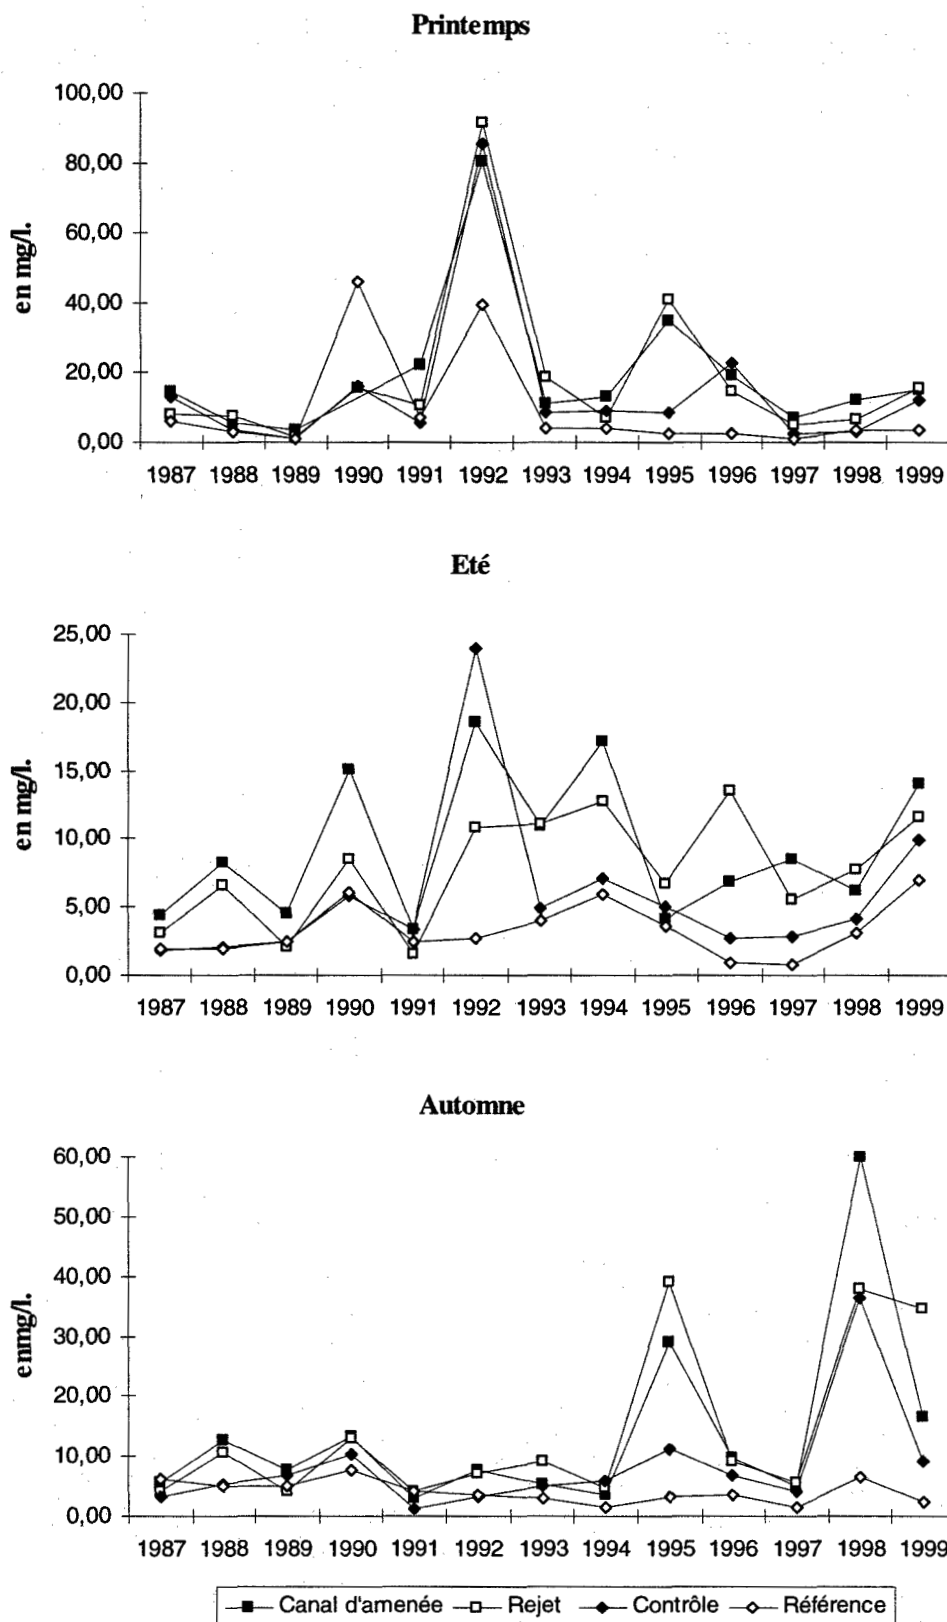 Printemps
100,00
80,00
60,00
40,00
20,00
0,00
en mg/l.
1987 1988 1989 1990 1991 1992 1993 1994 1995 1996 1997 1998 1999
Eté
25,00
20,00
15,00
10,00
5,00
0,00
en mg/l.
1987 1988 1989 1990 1991 1992 1993 1994 1995 1996 1997 1998 1999
Automne
60,00
50,00
40,00
30,00
20,00
10,00
0,00
enmg/l.
1987 1988 1989 1990 1991 1992 1993 1994 1995 1996 1997 1998 1999
Canal d'amenée Rejet Contrôle Référence